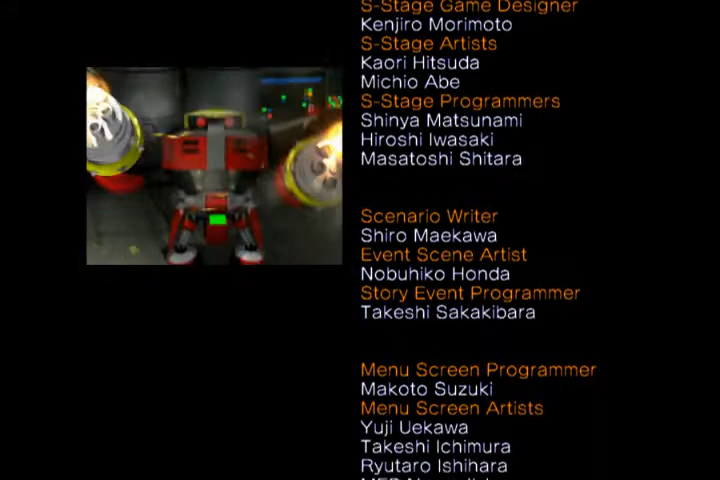 S-Stage Game Designer
Kenjiro Morimoto
S-Stage Artists
Kaori Hitsuda
Michio Abe
S-Stage Programmers
Shinya Matsunami
Hiroshi Iwasaki
Masatoshi Shitara
Scenario Writer
Shiro Maekawa
Event Scene Artist
Nobuhiko Honda
Story Event Programmer
Takeshi Sakakibara
Menu Screen Programmer
Makoto Suzuki
Menu Screen Artists
Yuji Uekawa
Takeshi Ichimura
Ryutaro Ishihara